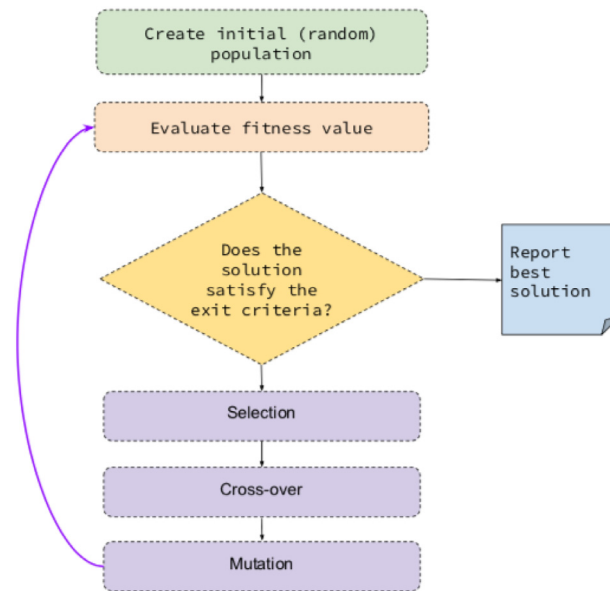 Create initial (random)
population
Evaluate fitness value
Does the
solution
satisfy the
exit criteria?
Report
best
solution
Selection
Cross-over
Mutation